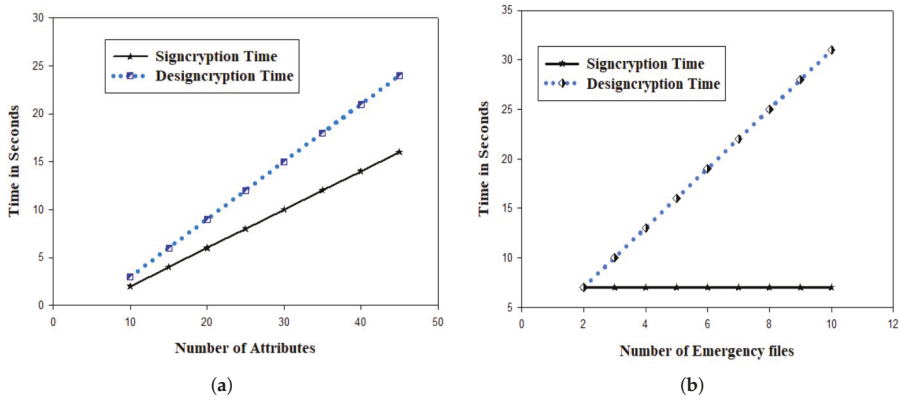 30
25
20
15
10
5
0
Time in Seconds
Signcryption Time
Designcryption Time
0 10 20 30 40 50
Number of Attributes
(a)
35
30
25
20
15
10
5
Time in Seconds
Signcryption Time
Designcryption Time
0 2 4 6 8 10 12
Number of Emergency files
(b)